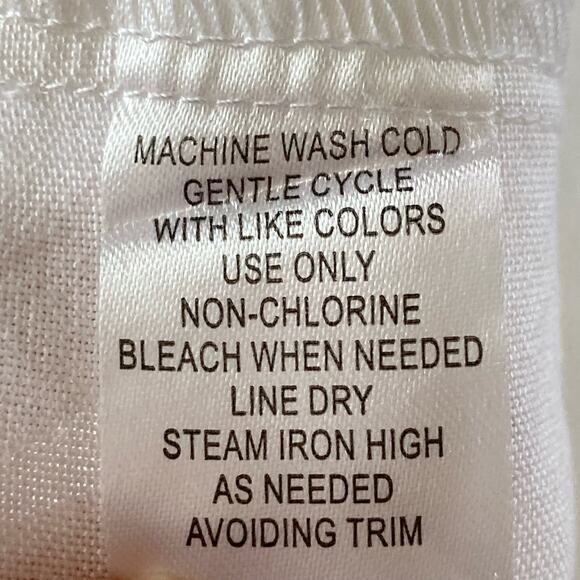 MACHINE WASH COLD
GENTLE CYCLE
WITH LIKE COLORS
USE ONLY
NON-CHLORINE
BLEACH WHEN NEEDED
LINE DRY
STEAM IRON HIGH
AS NEEDED
AVOIDING TRIM